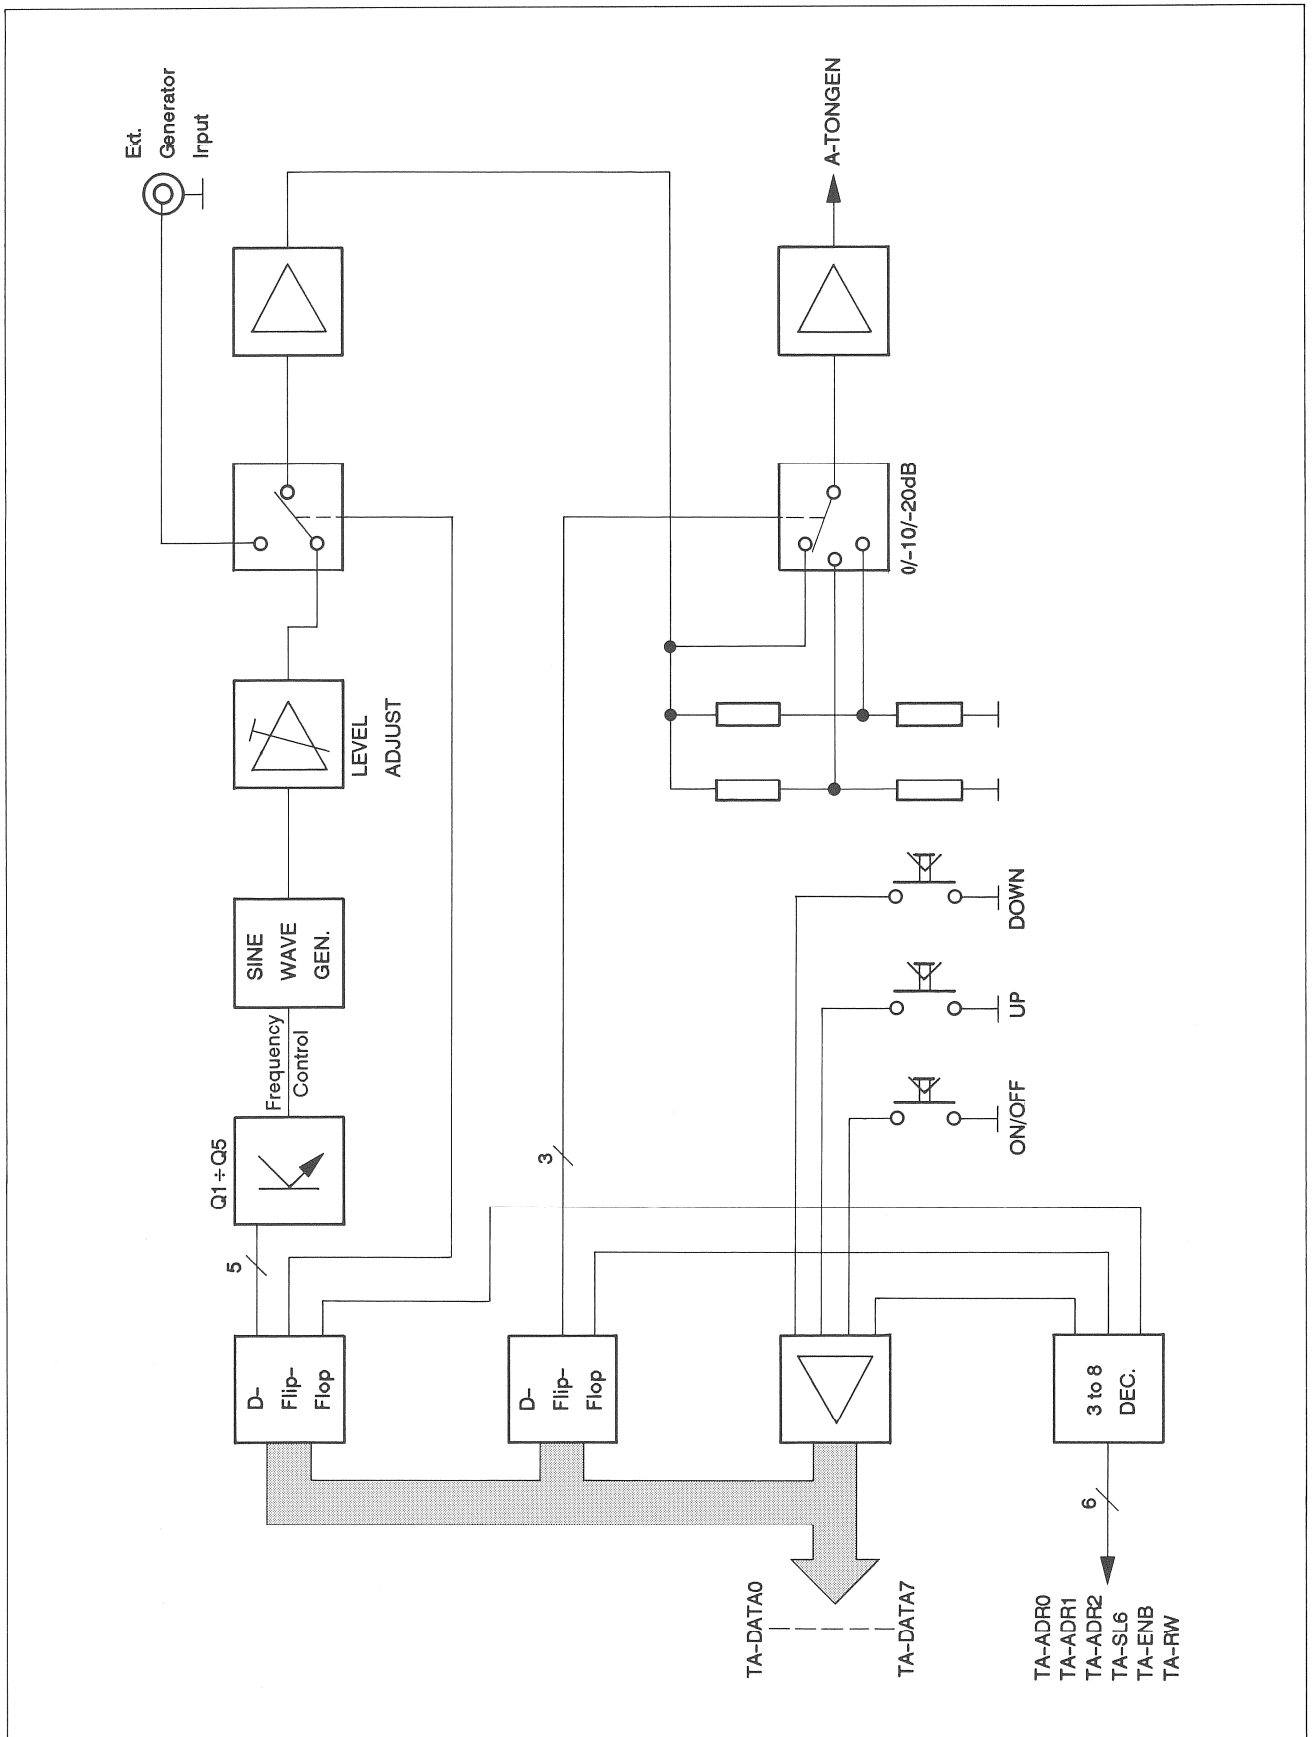 Ext.
Generator
Input
A-TONGEN
0/-10/-20dB
LEVEL
ADJUST
SINE
WAVE
GEN.
Frequency
Control
Q1÷Q5
5
3
DOWN
UP
ON/OFF
D-
Flip-
Flop
D-
Flip-
Flop
3 to 8
DEC.
6
TA-DATA0
TA-DATA7
TA-ADR0
TA-ADR1
TA-ADR2
TA-SL6
TA-ENB
TA-RW